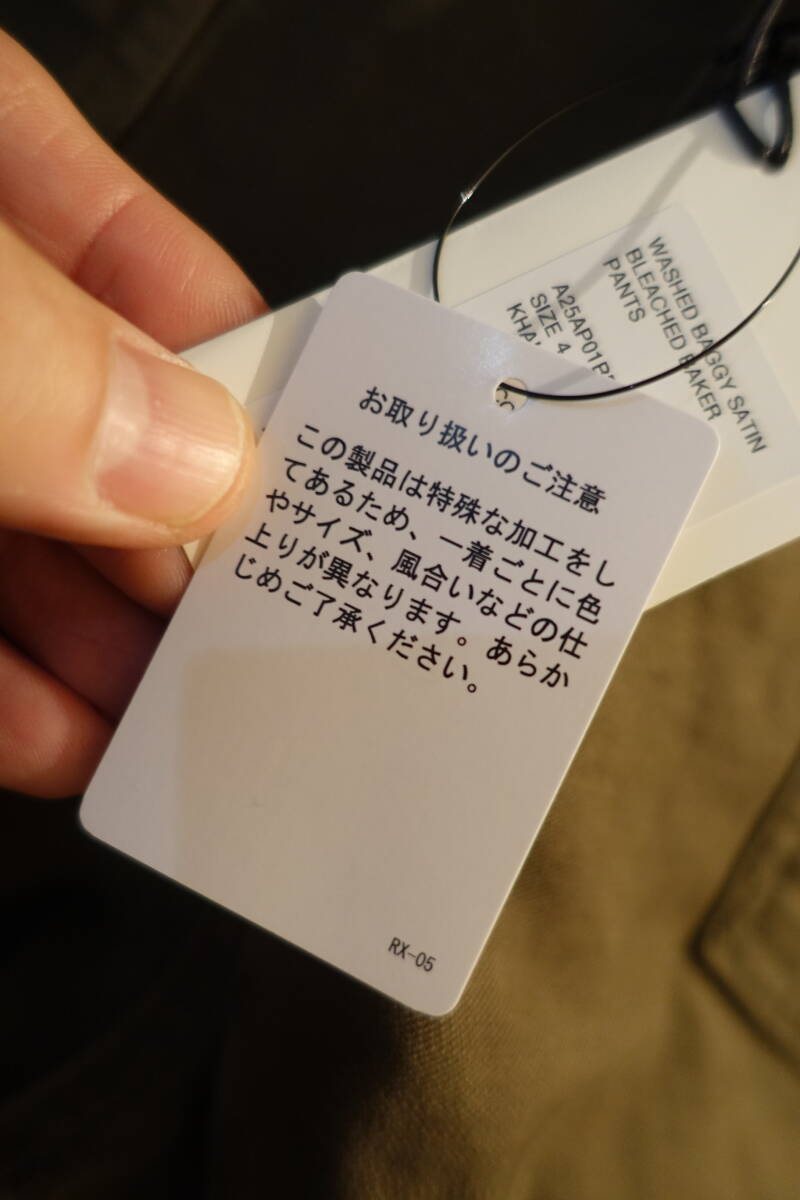 お取り扱いのご注意
この製品は特殊な加工をし
てあるため、一着ごとに色
やサイズ、風合いなどの仕
上りが異なります。あらか
じめご了承ください。
RX-05
WASHED BAGGY SATIN
BLEACHED BAKER
PANTS
SIZE 4